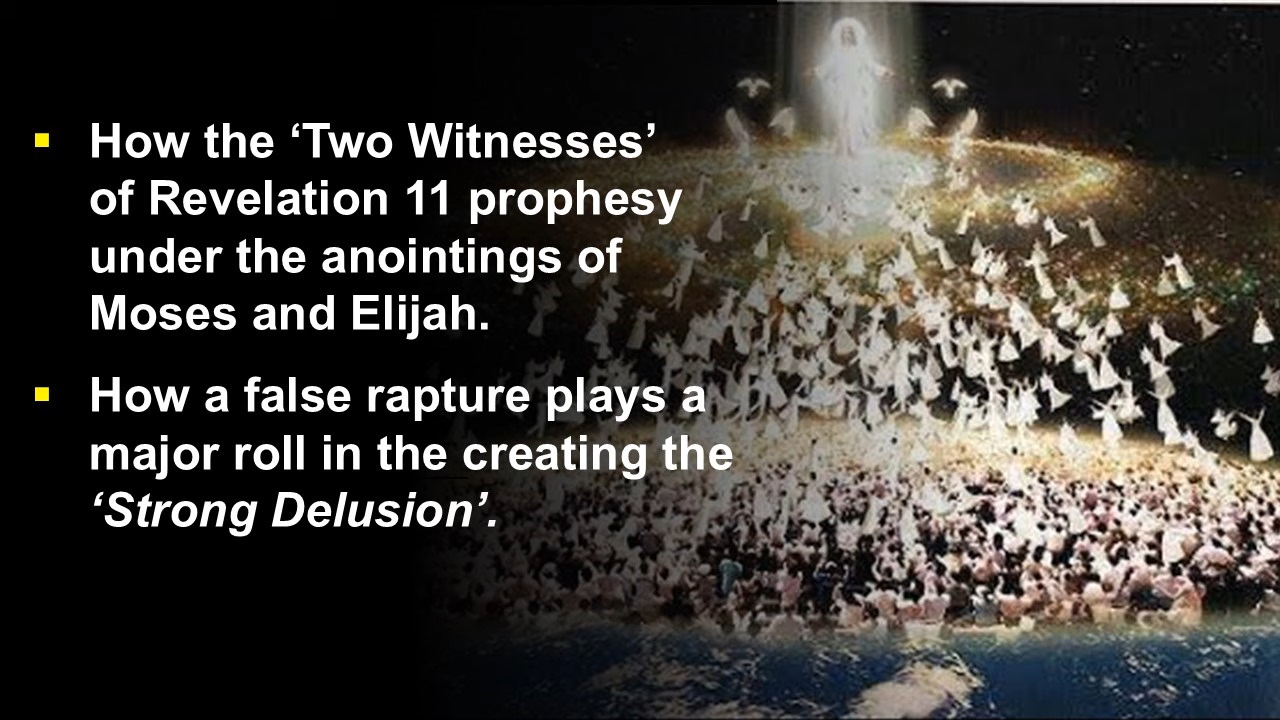 ▪ How the ‘Two Witnesses’
of Revelation 11 prophesy
under the anointings of
Moses and Elijah.
▪ How a false rapture plays a
major roll in the creating the
‘Strong Delusion’.